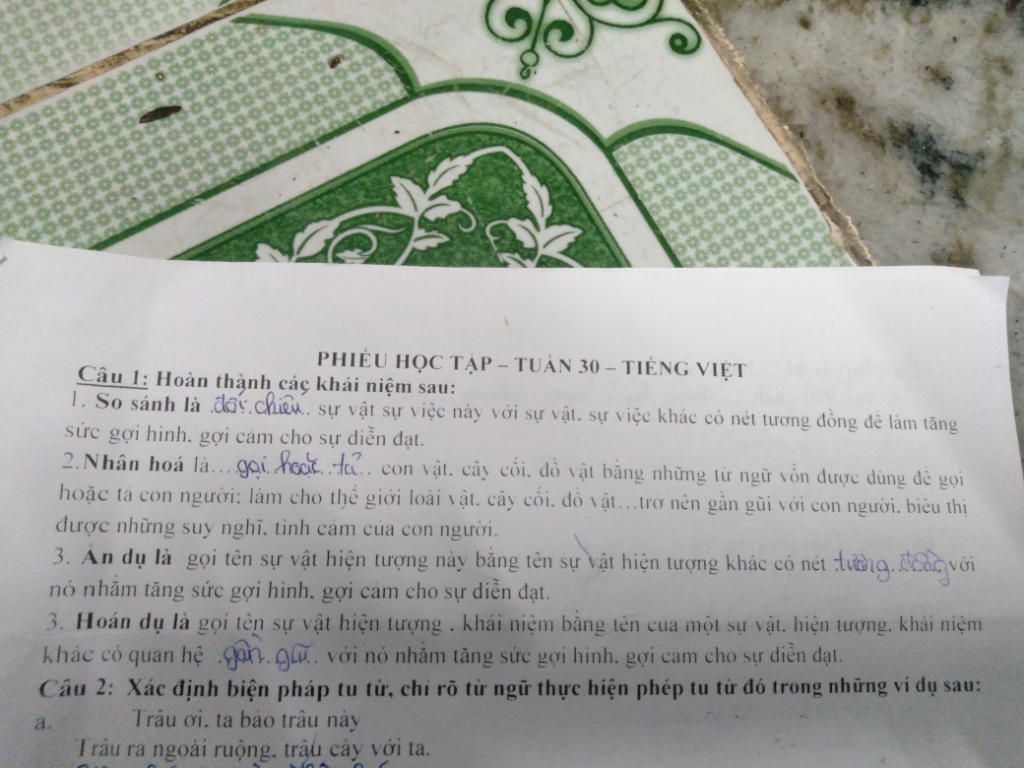 PHIẾU HỌC TẬP – TUẦN 30 – TIẾNG VIỆT
Câu 1: Hoàn thành các khái niệm sau:
1. So sánh là .đối.chiếu. sự vật sự việc này với sự vật. sự việc khác có nét tương đồng để làm tăng
sức gợi hình. gợi cảm cho sự diễn đạt.
2.Nhân hoá là...gọi hoặc tả.. con vật. cây cối. đồ vật bằng những từ ngữ vốn được dùng để gọi
hoặc tả con người; làm cho thế giới loài vật. cây cối. đồ vật...trở nên gần gũi với con người. biểu thị
được những suy nghĩ. tình cảm của con người.
3. Ẩn dụ là gọi tên sự vật hiện tượng này bằng tên sự vật hiện tượng khác có nét tương đồng với
nó nhằm tăng sức gợi hình. gợi cảm cho sự diễn đạt.
3. Hoán dụ là gọi tên sự vật hiện tượng . khái niệm bằng tên của một sự vật. hiện tượng. khái niệm
khác có quan hệ .gần.gũi.. với nó nhằm tăng sức gợi hình. gợi cảm cho sự diễn đạt.
Câu 2: Xác định biện pháp tu từ, chỉ rõ từ ngữ thực hiện phép tu từ đó trong những ví dụ sau:
a. Trâu ơi. ta bảo trâu này
Trâu ra ngoài ruộng. trâu cày với ta.